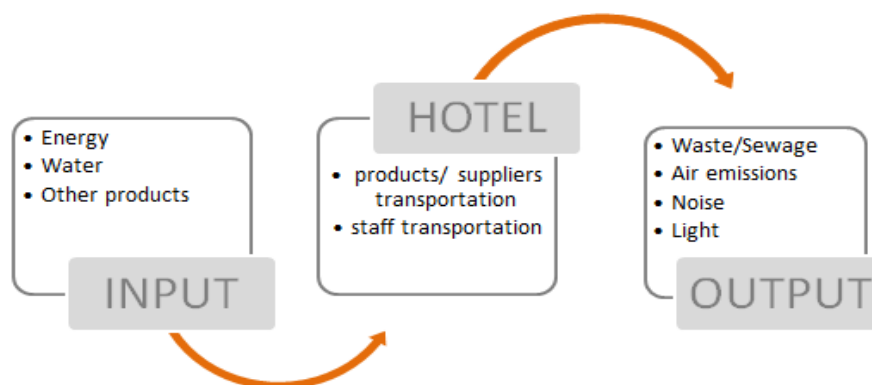 • Energy
• Water
• Other products
INPUT
HOTEL
• products/ suppliers
transportation
• staff transportation
• Waste/Sewage
• Air emissions
• Noise
• Light
OUTPUT